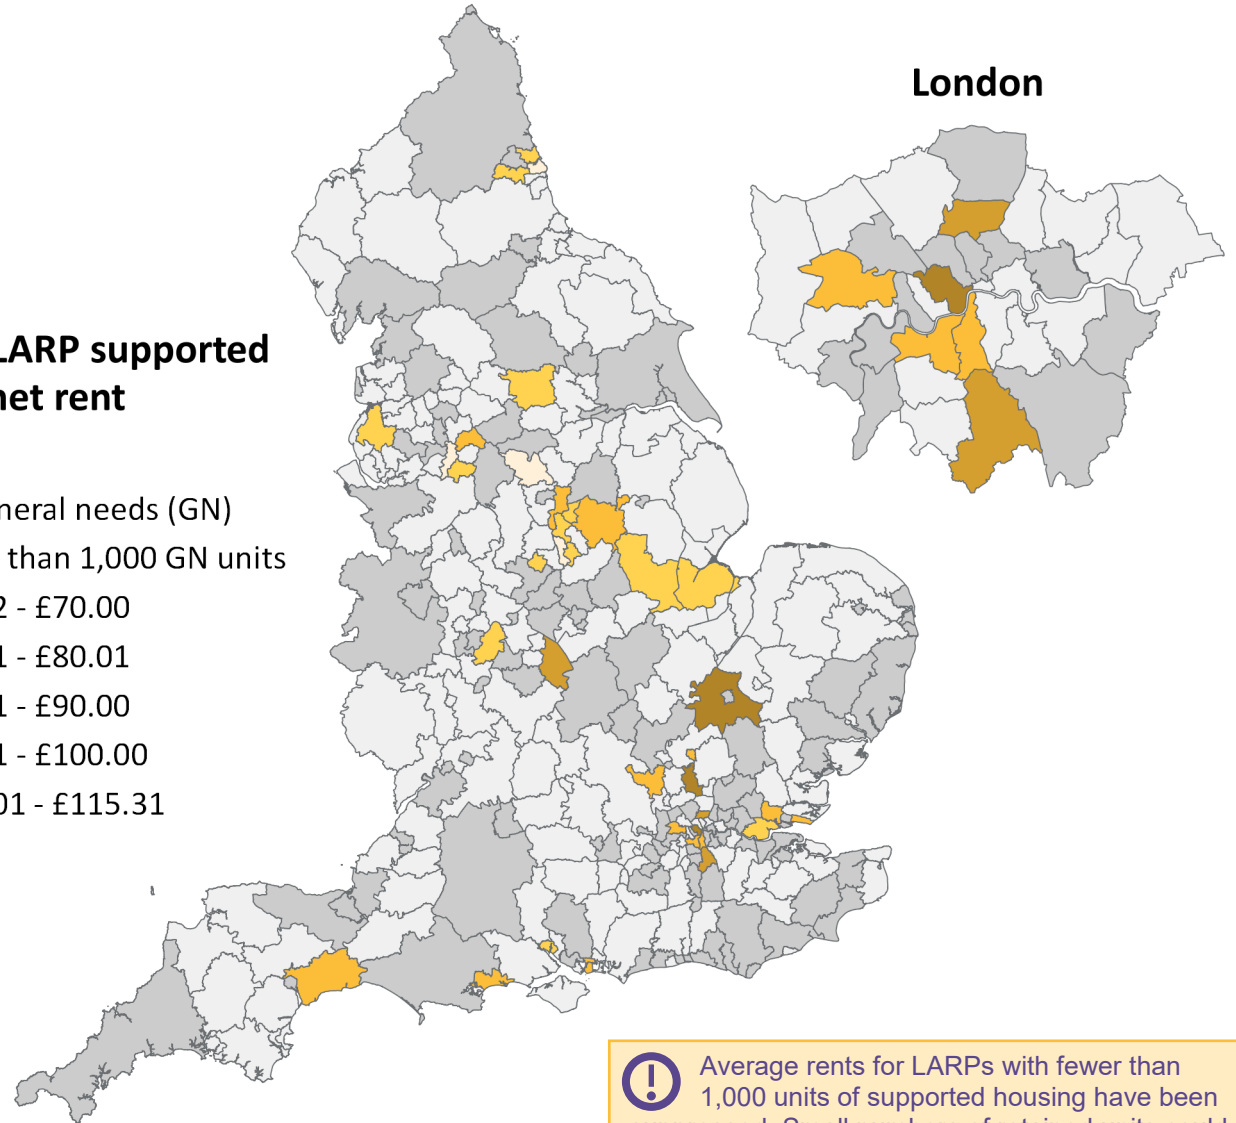 London
LARP supported
net rent
neral needs (GN)
than 1,000 GN units
2 - £70.00
1 - £80.01
1 - £90.00
1 - £100.00
01 - £115.31
Average rents for LARPs with fewer than
1,000 units of supported housing have been